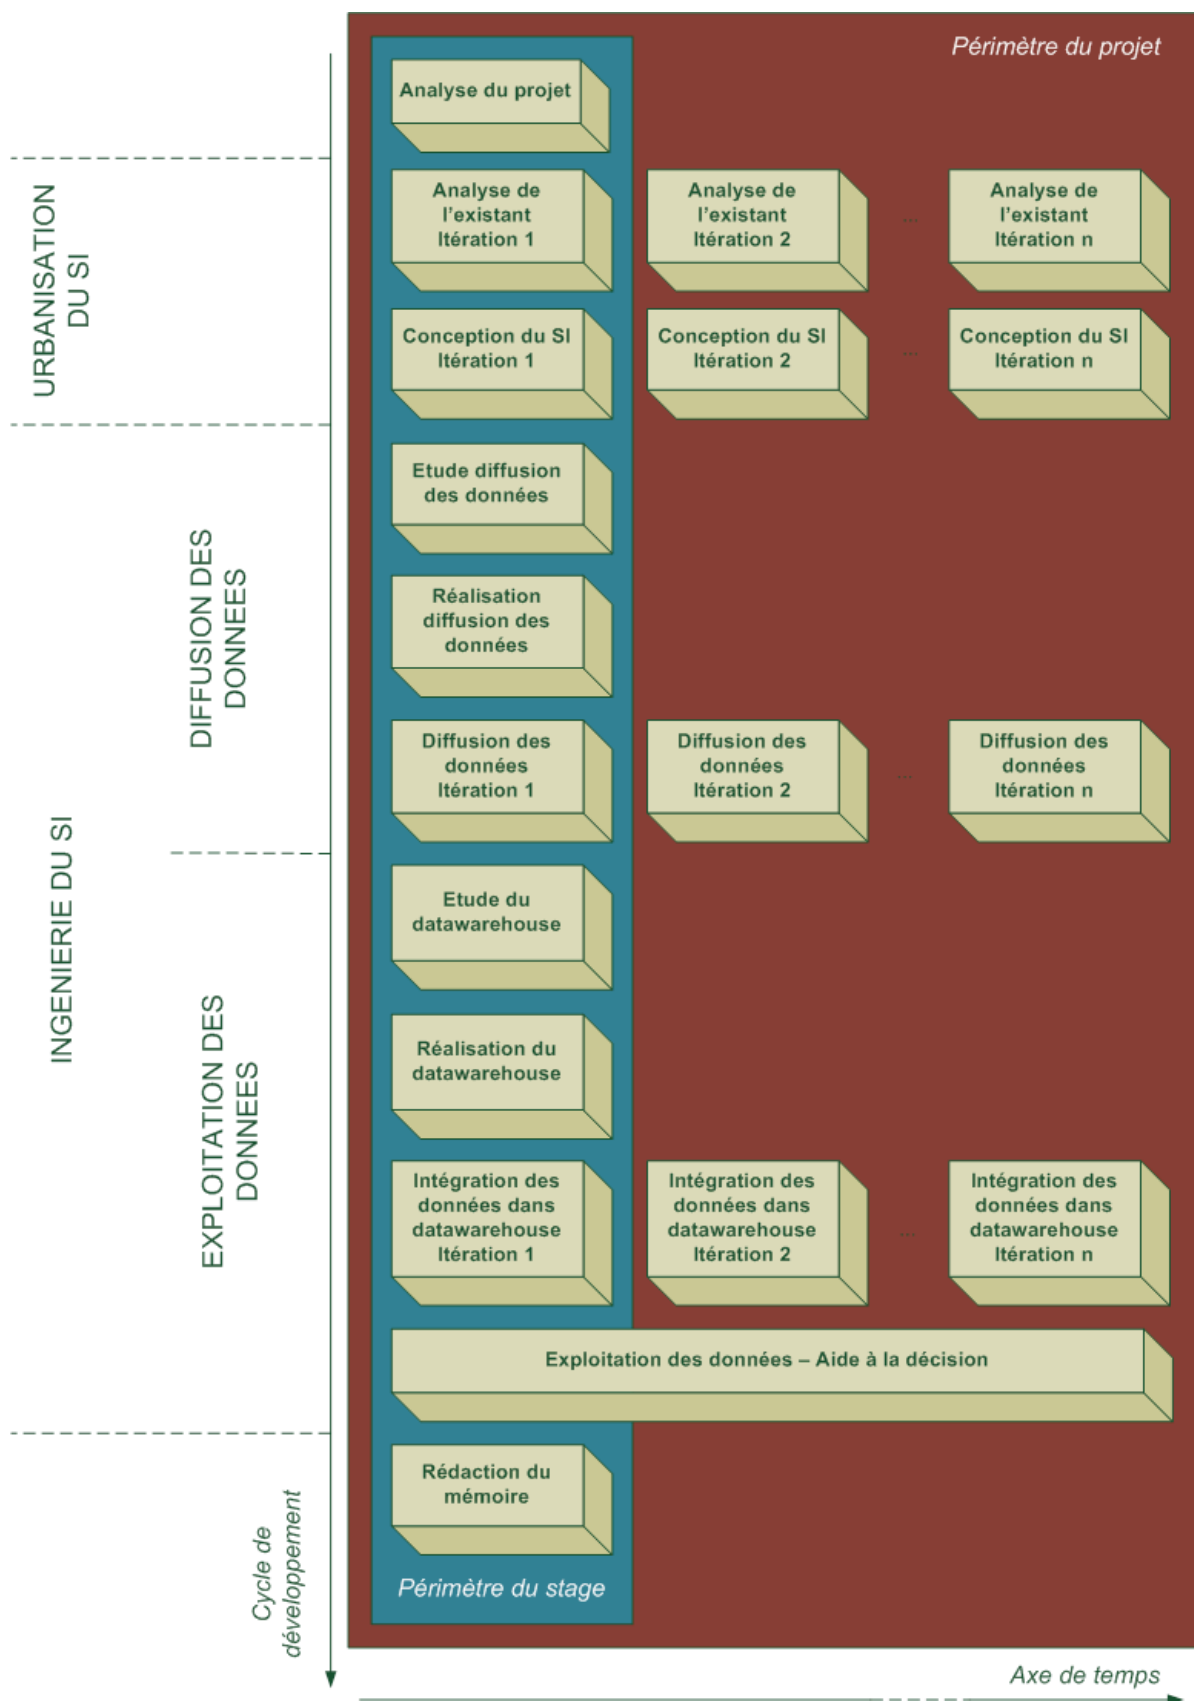 Périmètre du projet
Analyse du projet
URBANISATION
DU SI
Analyse de
l'existant
Itération 1
Analyse de
l'existant
Itération 2
...
Analyse de
l'existant
Itération n
Conception du SI
Itération 1
Conception du SI
Itération 2
...
Conception du SI
Itération n
INGENIERIE DU SI
DIFFUSION DES
DONNEES
Etude diffusion
des données
Réalisation
diffusion des
données
Diffusion des
données
Itération 1
Diffusion des
données
Itération 2
...
Diffusion des
données
Itération n
EXPLOITATION DES
DONNEES
Etude du
datawarehouse
Réalisation du
datawarehouse
Intégration des
données dans
datawarehouse
Itération 1
Intégration des
données dans
datawarehouse
Itération 2
...
Intégration des
données dans
datawarehouse
Itération n
Exploitation des données – Aide à la décision
Rédaction du
mémoire
Cycle de
développement
Périmètre du stage
Axe de temps